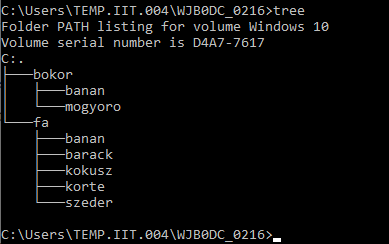 C:\Users\TEMP.IIT.004\WJB0DC_0216>tree
Folder PATH listing for volume Windows 10
Volume serial number is D4A7-7617
C:.
├───bokor
│   ├───banan
│   └───mogyoro
└───fa
    ├───banan
    ├───barack
    ├───kokusz
    ├───korte
    └───szeder
C:\Users\TEMP.IIT.004\WJB0DC_0216>